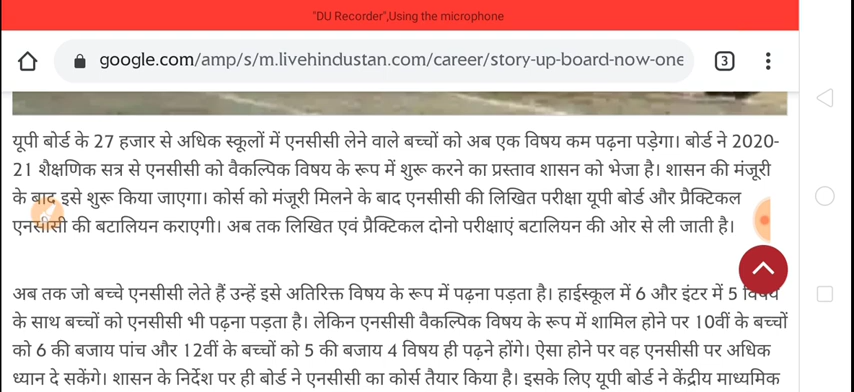 "DU Recorder",Using the microphone
google.com/amp/s/m.livehindustan.com/career/story-up-board-now-one
3
यूपी बोर्ड के 27 हजार से अधिक स्कूलों में एनसीसी लेने वाले बच्चों को अब एक विषय कम पढ़ना पड़ेगा। बोर्ड ने 2020-
21 शैक्षणिक सत्र से एनसीसी को वैकल्पिक विषय के रूप में शुरू करने का प्रस्ताव शासन को भेजा है। शासन की मंजूरी
के बाद इसे शुरू किया जाएगा। कोर्स को मंजूरी मिलने के बाद एनसीसी की लिखित परीक्षा यूपी बोर्ड और प्रैक्टिकल
एनसीसी की बटालियन कराएगी। अब तक लिखित एवं प्रैक्टिकल दोनो परीक्षाएं बटालियन की ओर से ली जाती है।
अब तक जो बच्चे एनसीसी लेते हैं उन्हें इसे अतिरिक्त विषय के रूप में पढ़ना पड़ता है। हाईस्कूल में 6 और इंटर में 5 विषय
के साथ बच्चों को एनसीसी भी पढ़ना पड़ता है। लेकिन एनसीसी वैकल्पिक विषय के रूप में शामिल होने पर 10वीं के बच्चों
को 6 की बजाय पांच और 12वीं के बच्चों को 5 की बजाय 4 विषय ही पढ़ने होंगे। ऐसा होने पर वह एनसीसी पर अधिक
ध्यान दे सकेंगे। शासन के निर्देश पर ही बोर्ड ने एनसीसी का कोर्स तैयार किया है। इसके लिए यूपी बोर्ड ने केंद्रीय माध्यमिक